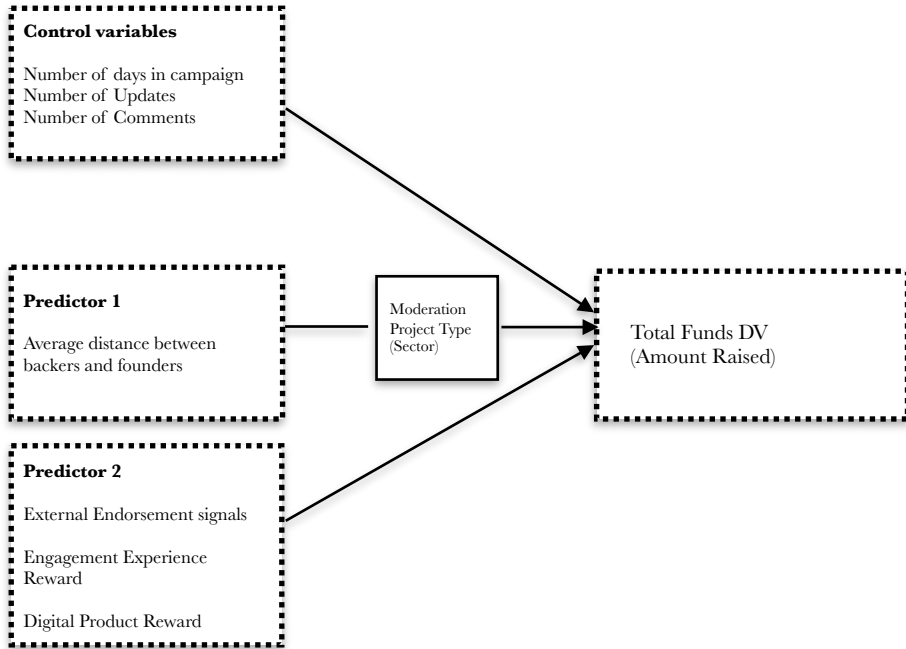 Control variables
Number of days in campaign
Number of Updates
Number of Comments
Predictor 1
Average distance between
backers and founders
Moderation
Project Type
(Sector)
Total Funds DV
(Amount Raised)
Predictor 2
External Endorsement signals
Engagement Experience
Reward
Digital Product Reward